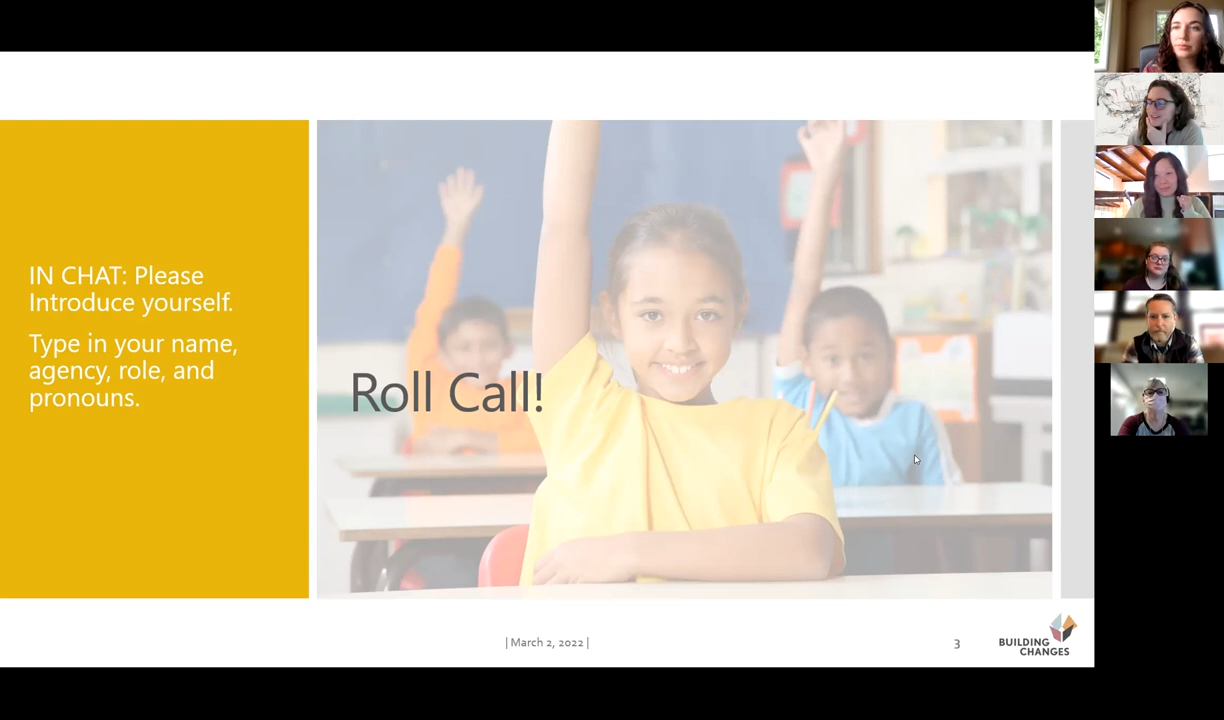 IN CHAT: Please
Introduce yourself.
Type in your name,
agency, role, and
pronouns.
Roll Call!
| March 2, 2022 |
3
BUILDING
CHANGES